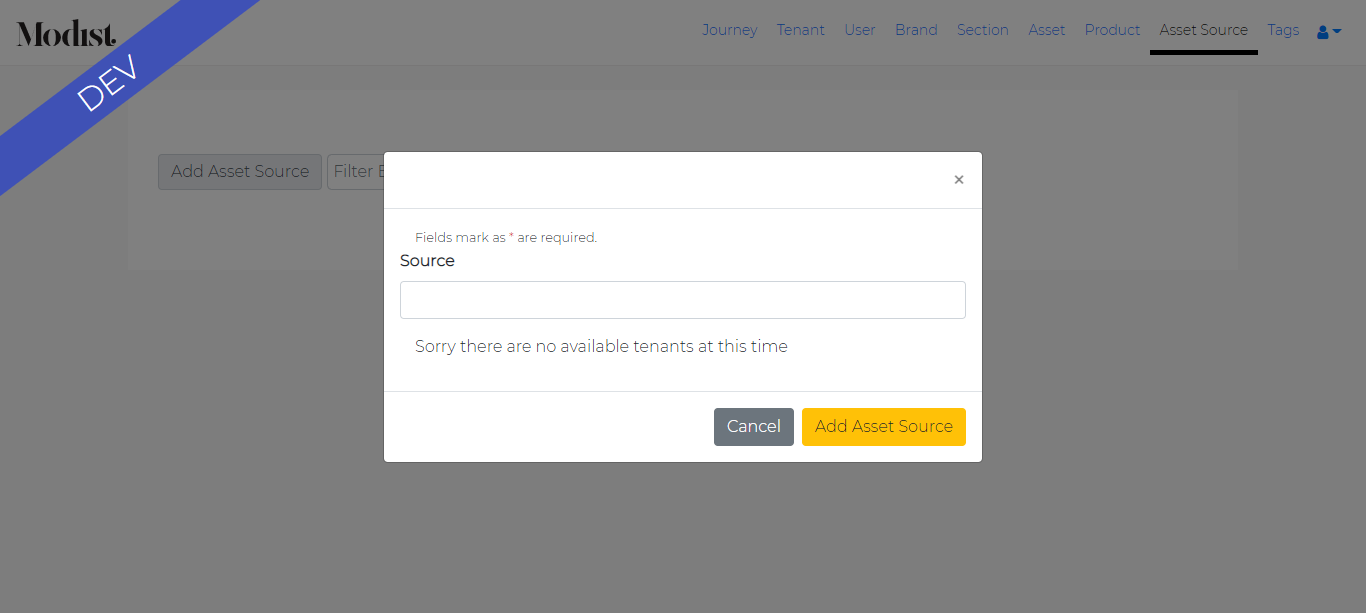 Modist.
Journey Tenant User Brand Section Asset Product Asset Source Tags
DEV
Add Asset Source Filter
×
Fields mark as * are required.
Source
Sorry there are no available tenants at this time
Cancel Add Asset Source